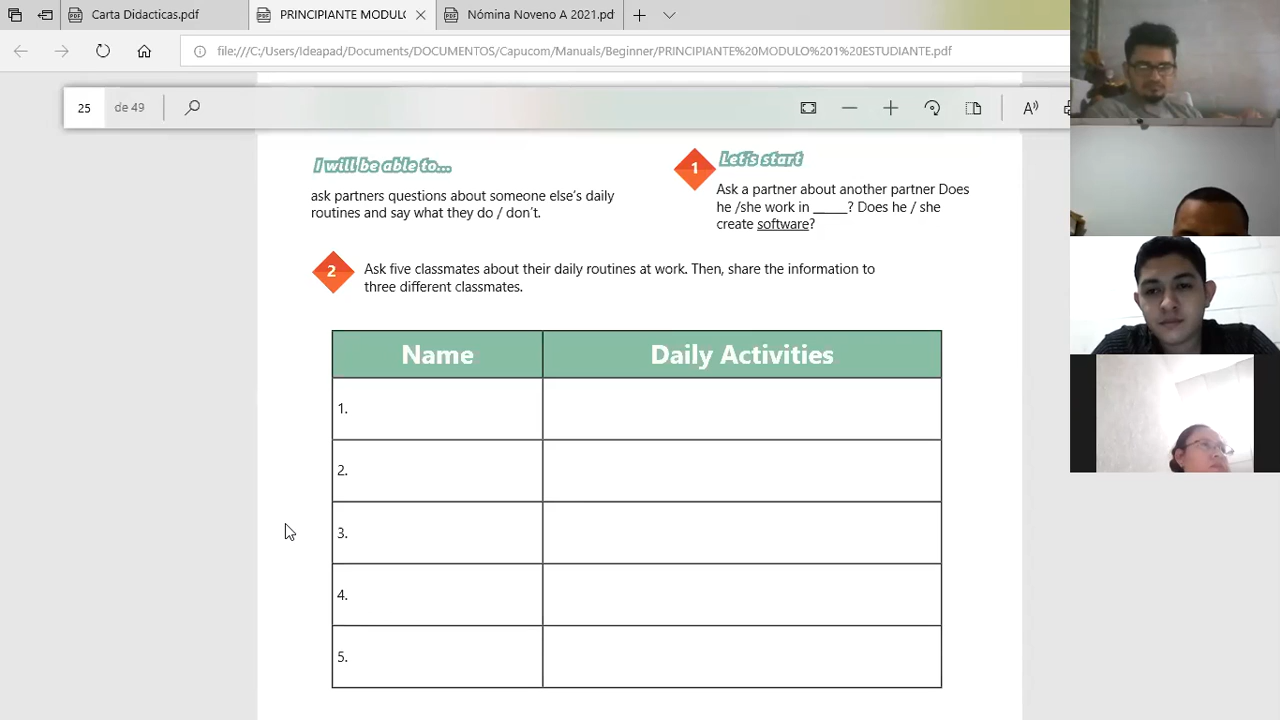 Carta Didacticas.pdf
PRINCIPIANTE MODULO
Nómina Noveno A 2021.pd
file:///C:/Users/Ideapad/Documents/DOCUMENTOS/Capucom/Manuals/Beginner/PRINCIPIANTE%20MODULO%201%20ESTUDIANTE.pdf
25 de 49
I will be able to...
ask partners questions about someone else's daily
routines and say what they do / don't.
1 Let's start
Ask a partner about another partner Does
he /she work in _____? Does he / she
create software?
2 Ask five classmates about their daily routines at work. Then, share the information to
three different classmates.
Name Daily Activities
1.
2.
3.
4.
5.